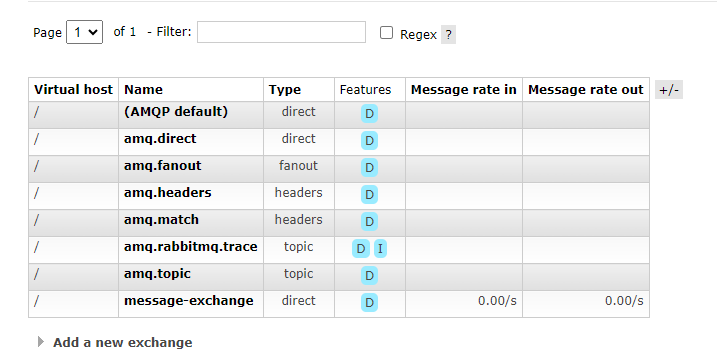 Page 1 of 1 - Filter: Regex ?
Virtual host Name Type Features Message rate in Message rate out +/-
/ (AMQP default) direct D
/ amq.direct direct D
/ amq.fanout fanout D
/ amq.headers headers D
/ amq.match headers D
/ amq.rabbitmq.trace topic D I
/ amq.topic topic D
/ message-exchange direct D 0.00/s 0.00/s
Add a new exchange